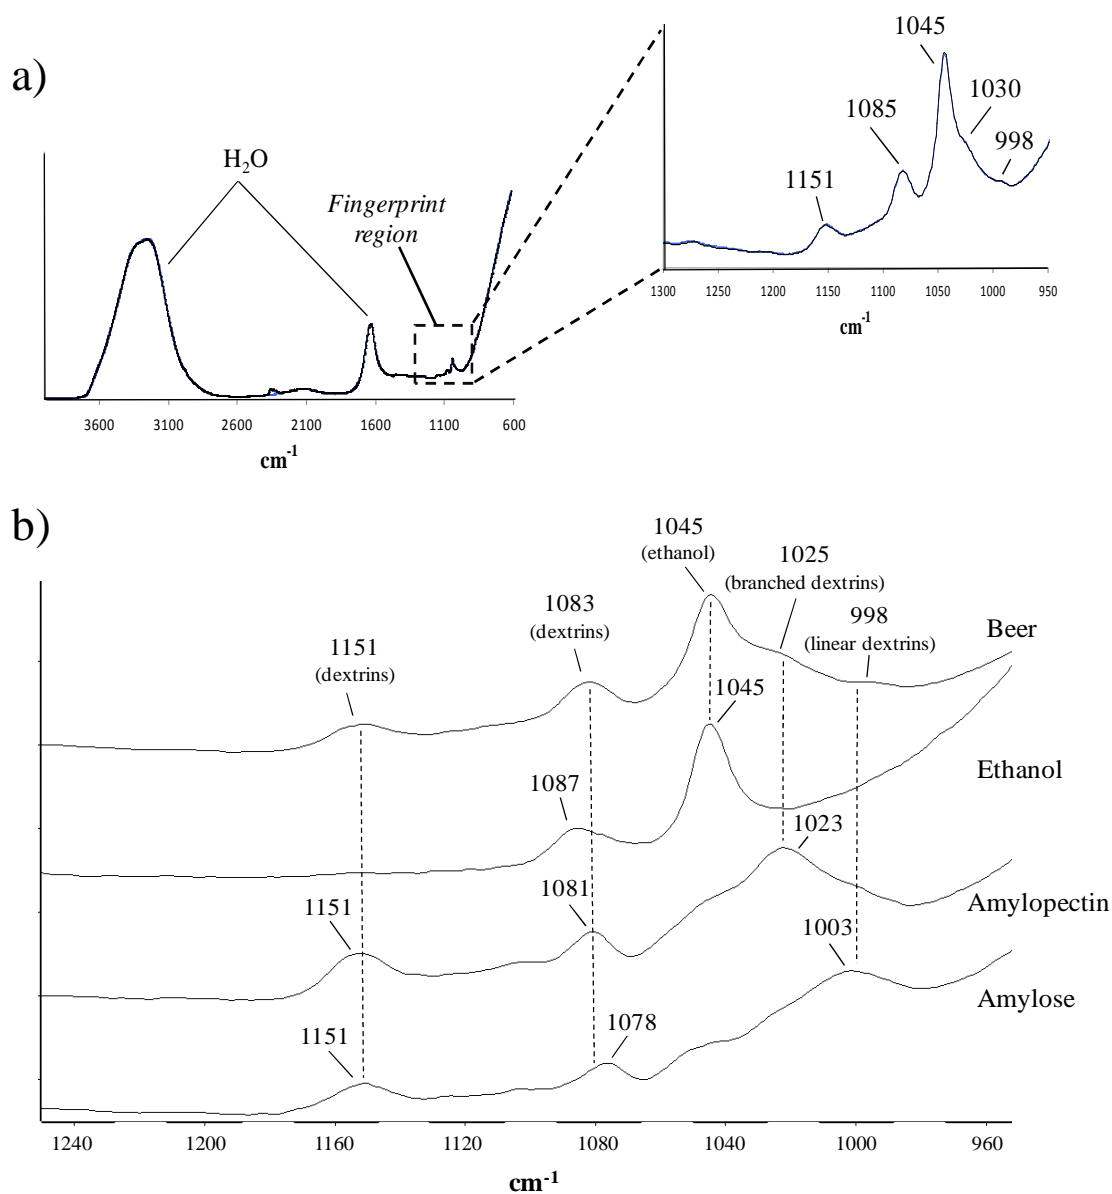 a)
H2O
Fingerprint
region
3600 3100 2600 2100 1600 1100 600
cm-1
1045
1085
1030
998
1151
1300 1250 1200 1150 1100 1050 1000 950
cm-1
b)
1045
(ethanol)
1025
(branched dextrins)
1083
(dextrins)
998
(linear dextrins)
Beer
1151
(dextrins)
1045
Ethanol
1087
1023
1081
Amylopectin
1151
1003
Amylose
1078
1151
1240 1200 1160 1120 1080 1040 1000 960
cm-1